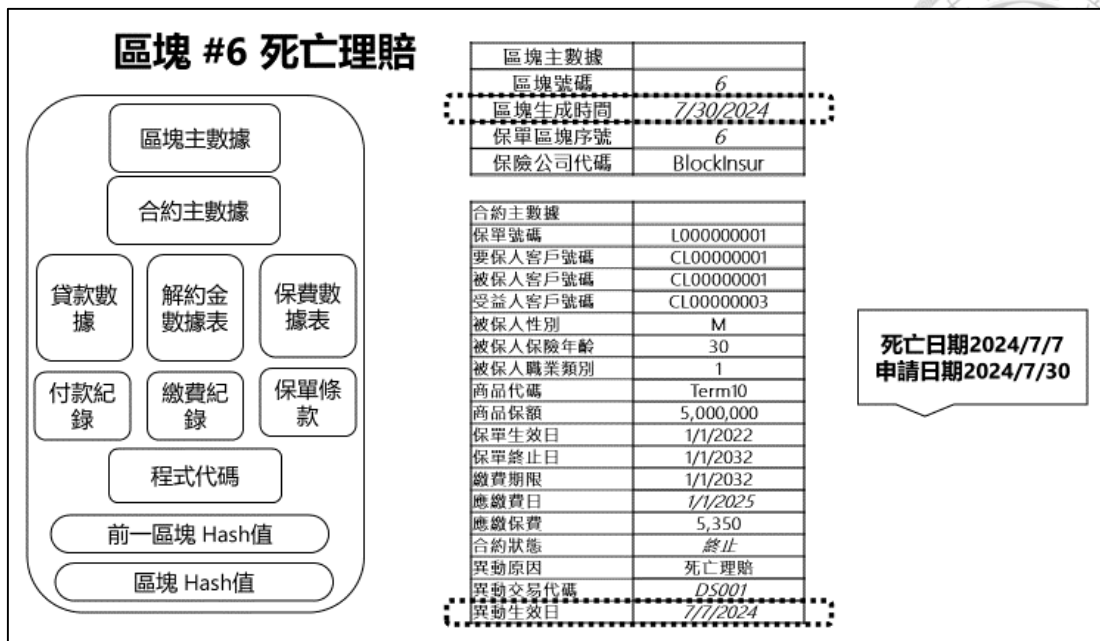 區塊 #6 死亡理賠
區塊主數據
合約主數據
貸款數
據
解約金
數據表
保費數
據表
付款紀
錄
繳費紀
錄
保單條
款
程式代碼
前一區塊 Hash值
區塊 Hash值
區塊主數據
區塊號碼 6
區塊生成時間 7/30/2024
保單區塊序號 6
保險公司代碼 BlockInsur
合約主數據
保單號碼 L000000001
要保人客戶號碼 CL00000001
被保人客戶號碼 CL00000001
受益人客戶號碼 CL00000003
被保人性別 M
被保人保險年齡 30
被保人職業類別 1
商品代碼 Term10
商品保額 5,000,000
保單生效日 1/1/2022
保單終止日 1/1/2032
繳費期限 1/1/2032
應繳費日 1/1/2025
應繳保費 5,350
合約狀態 終止
異動原因 死亡理賠
異動交易代碼 DS001
異動生效日 7/7/2024
死亡日期2024/7/7
申請日期2024/7/30